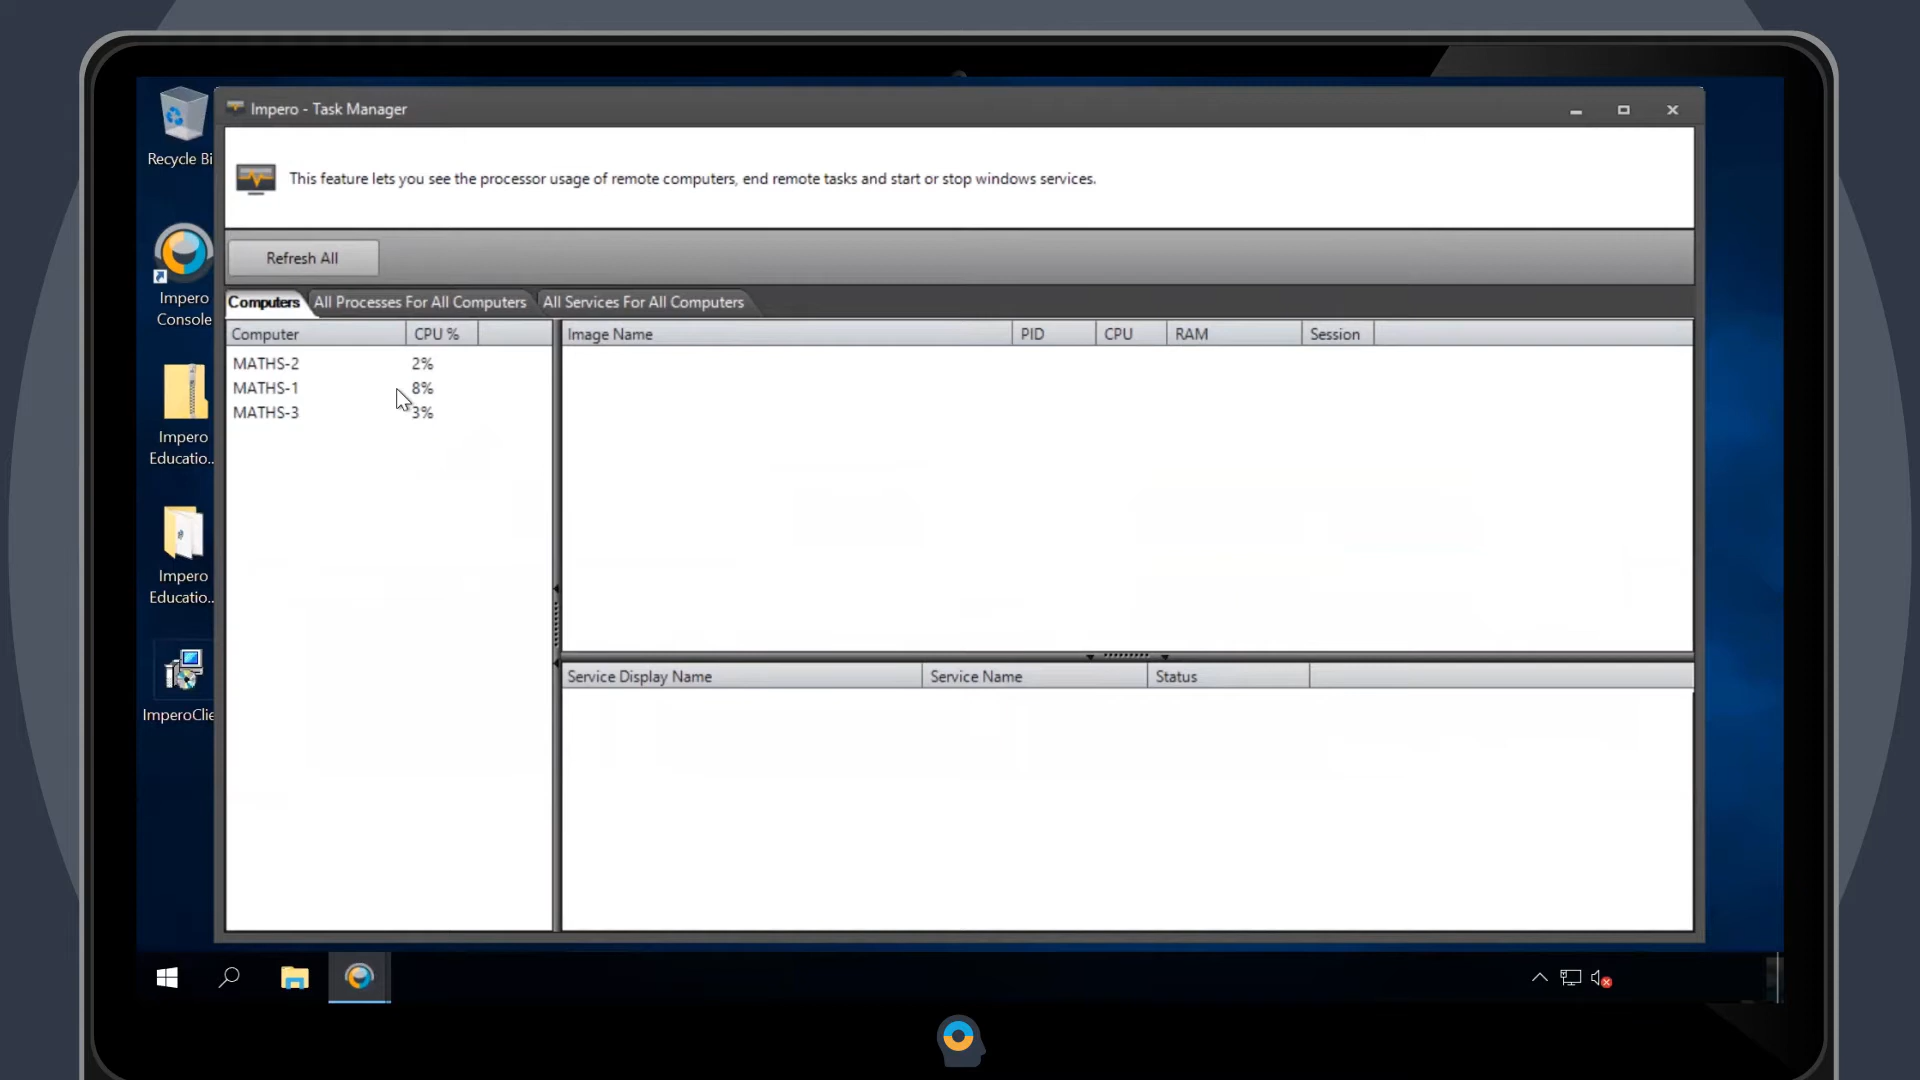 Recycle Bi
Impero
Console
Impero
Educatio...
Impero
Educatio...
ImperoClie
Impero - Task Manager
This feature lets you see the processor usage of remote computers, end remote tasks and start or stop windows services.
Refresh All
Computers All Processes For All Computers All Services For All Computers
Computer CPU % Image Name PID CPU RAM Session
MATHS-2 2%
MATHS-1 8%
MATHS-3 3%
Service Display Name Service Name Status